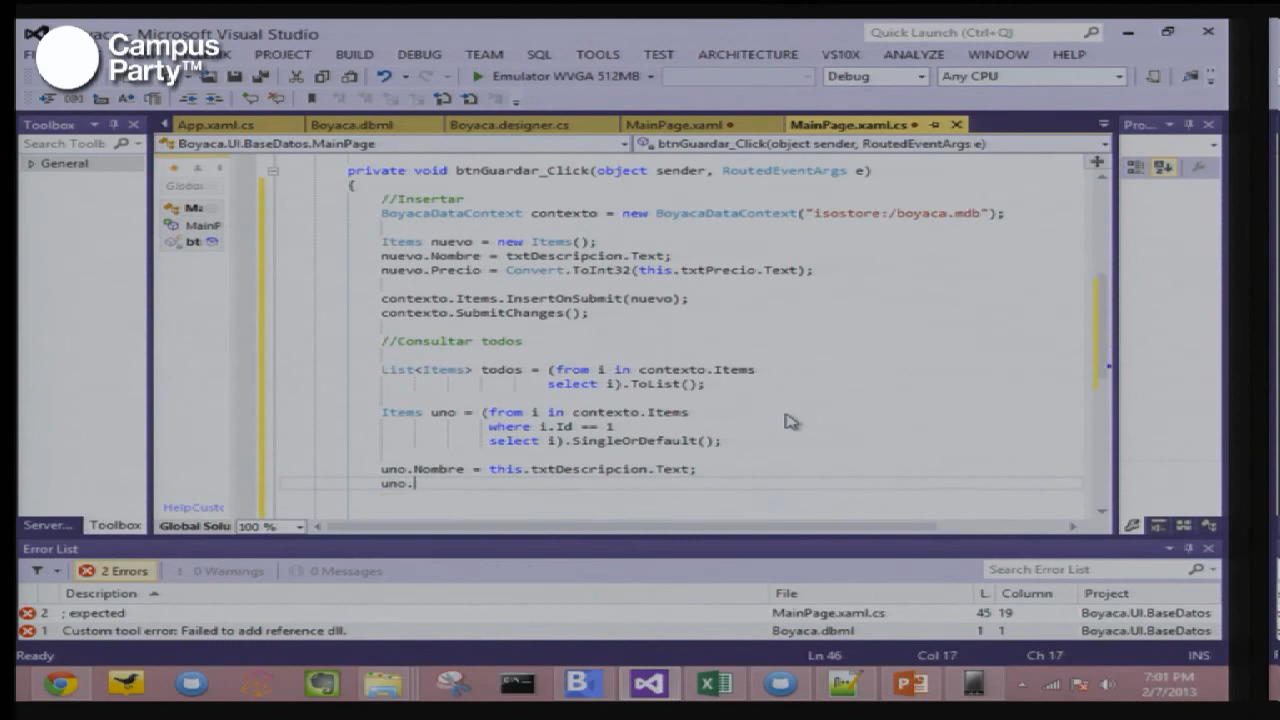 Campus
Party™
Microsoft Visual Studio
Quick Launch (Ctrl+Q)
PROJECT BUILD DEBUG TEAM SQL TOOLS TEST ARCHITECTURE VS10X ANALYZE WINDOW HELP
Emulator WVGA 512MB Debug Any CPU
Toolbox App.xaml.cs Boyaca.dbml Boyaca.designer.cs MainPage.xaml MainPage.xaml.cs Pro...
Search Toolb Boyaca.UI.BaseDatos.MainPage btnGuardar_Click(object sender, RoutedEventArgs e)
General
private void btnGuardar_Click(object sender, RoutedEventArgs e)
{
//Insertar
BoyacaDataContext contexto = new BoyacaDataContext("isostore:/boyaca.mdb");
Items nuevo = new Items();
nuevo.Nombre = txtDescripcion.Text;
nuevo.Precio = Convert.ToInt32(this.txtPrecio.Text);
contexto.Items.InsertOnSubmit(nuevo);
contexto.SubmitChanges();
//Consultar todos
List<Items> todos = (from i in contexto.Items
select i).ToList();
Items uno = (from i in contexto.Items
where i.Id == 1
select i).SingleOrDefault();
uno.Nombre = this.txtDescripcion.Text;
uno.
Global
Ma
MainP
bt
HelpCusto
Server... Toolbox Global Solu 100 %
Error List
2 Errors 0 Warnings 0 Messages Search Error List
Description File L. Column Project
2 ; expected MainPage.xaml.cs 45 19 Boyaca.UI.BaseDatos
1 Custom tool error: Failed to add reference dll. Boyaca.dbml 1 1 Boyaca.UI.BaseDatos
Ready Ln 46 Col 17 Ch 17 INS
7:01 PM
2/7/2013